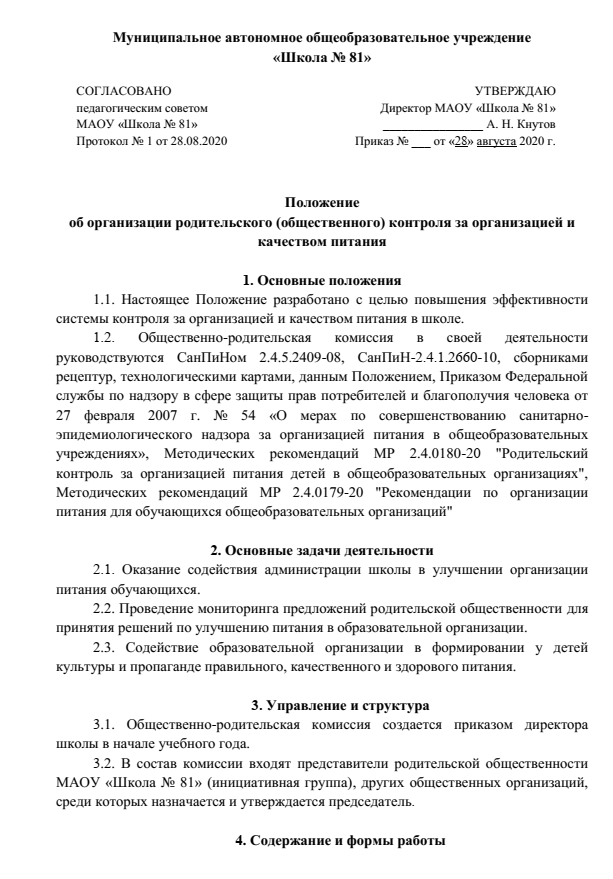 Муниципальное автономное общеобразовательное учреждение
«Школа № 81»
СОГЛАСОВАНО
педагогическим советом
МАОУ «Школа № 81»
Протокол № 1 от 28.08.2020
УТВЕРЖДАЮ
Директор МАОУ «Школа № 81»
________________ А. Н. Кнутов
Приказ № ___ от «28» августа 2020 г.
Положение
об организации родительского (общественного) контроля за организацией и
качеством питания
1. Основные положения
1.1. Настоящее Положение разработано с целью повышения эффективности
системы контроля за организацией и качеством питания в школе.
1.2. Общественно-родительская комиссия в своей деятельности
руководствуются СанПиНом 2.4.5.2409-08, СанПиН-2.4.1.2660-10, сборниками
рецептур, технологическими картами, данным Положением, Приказом Федеральной
службы по надзору в сфере защиты прав потребителей и благополучия человека от
27 февраля 2007 г. № 54 «О мерах по совершенствованию санитарно-
эпидемиологического надзора за организацией питания в общеобразовательных
учреждениях», Методических рекомендаций МР 2.4.0180-20 "Родительский
контроль за организацией питания детей в общеобразовательных организациях",
Методических рекомендаций МР 2.4.0179-20 "Рекомендации по организации
питания для обучающихся общеобразовательных организаций"
2. Основные задачи деятельности
2.1. Оказание содействия администрации школы в улучшении организации
питания обучающихся.
2.2. Проведение мониторинга предложений родительской общественности для
принятия решений по улучшению питания в образовательной организации.
2.3. Содействие образовательной организации в формировании у детей
культуры и пропаганде правильного, качественного и здорового питания.
3. Управление и структура
3.1. Общественно-родительская комиссия создается приказом директора
школы в начале учебного года.
3.2. В состав комиссии входят представители родительской общественности
МАОУ «Школа № 81» (инициативная группа), других общественных организаций,
среди которых назначается и утверждается председатель.
4. Содержание и формы работы